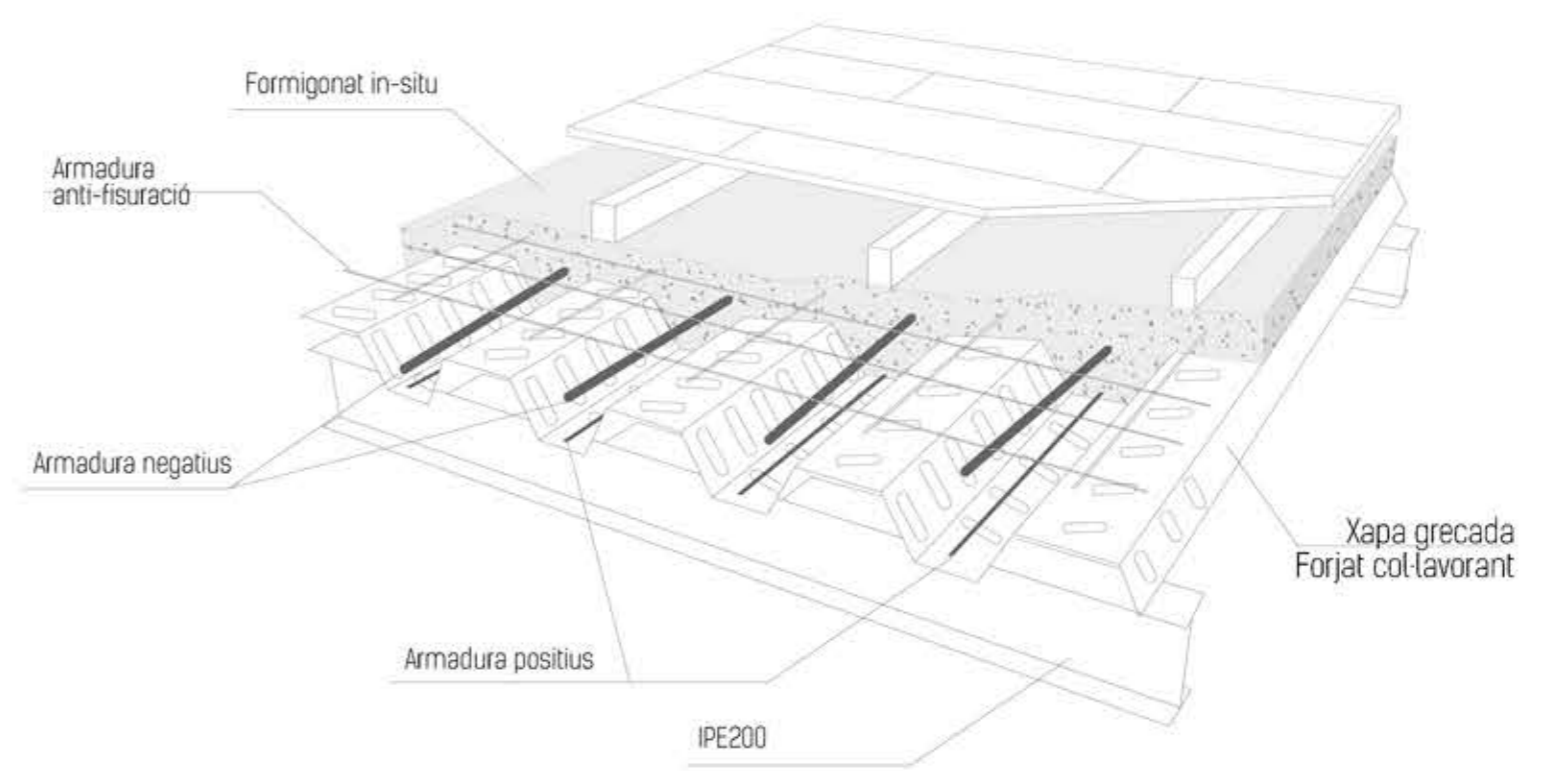 Formigonat in-situ
Armadura
anti-fisuració
Armadura negatius
Xapa grecada
Forjat col·lavorant
Armadura positius
IPE200